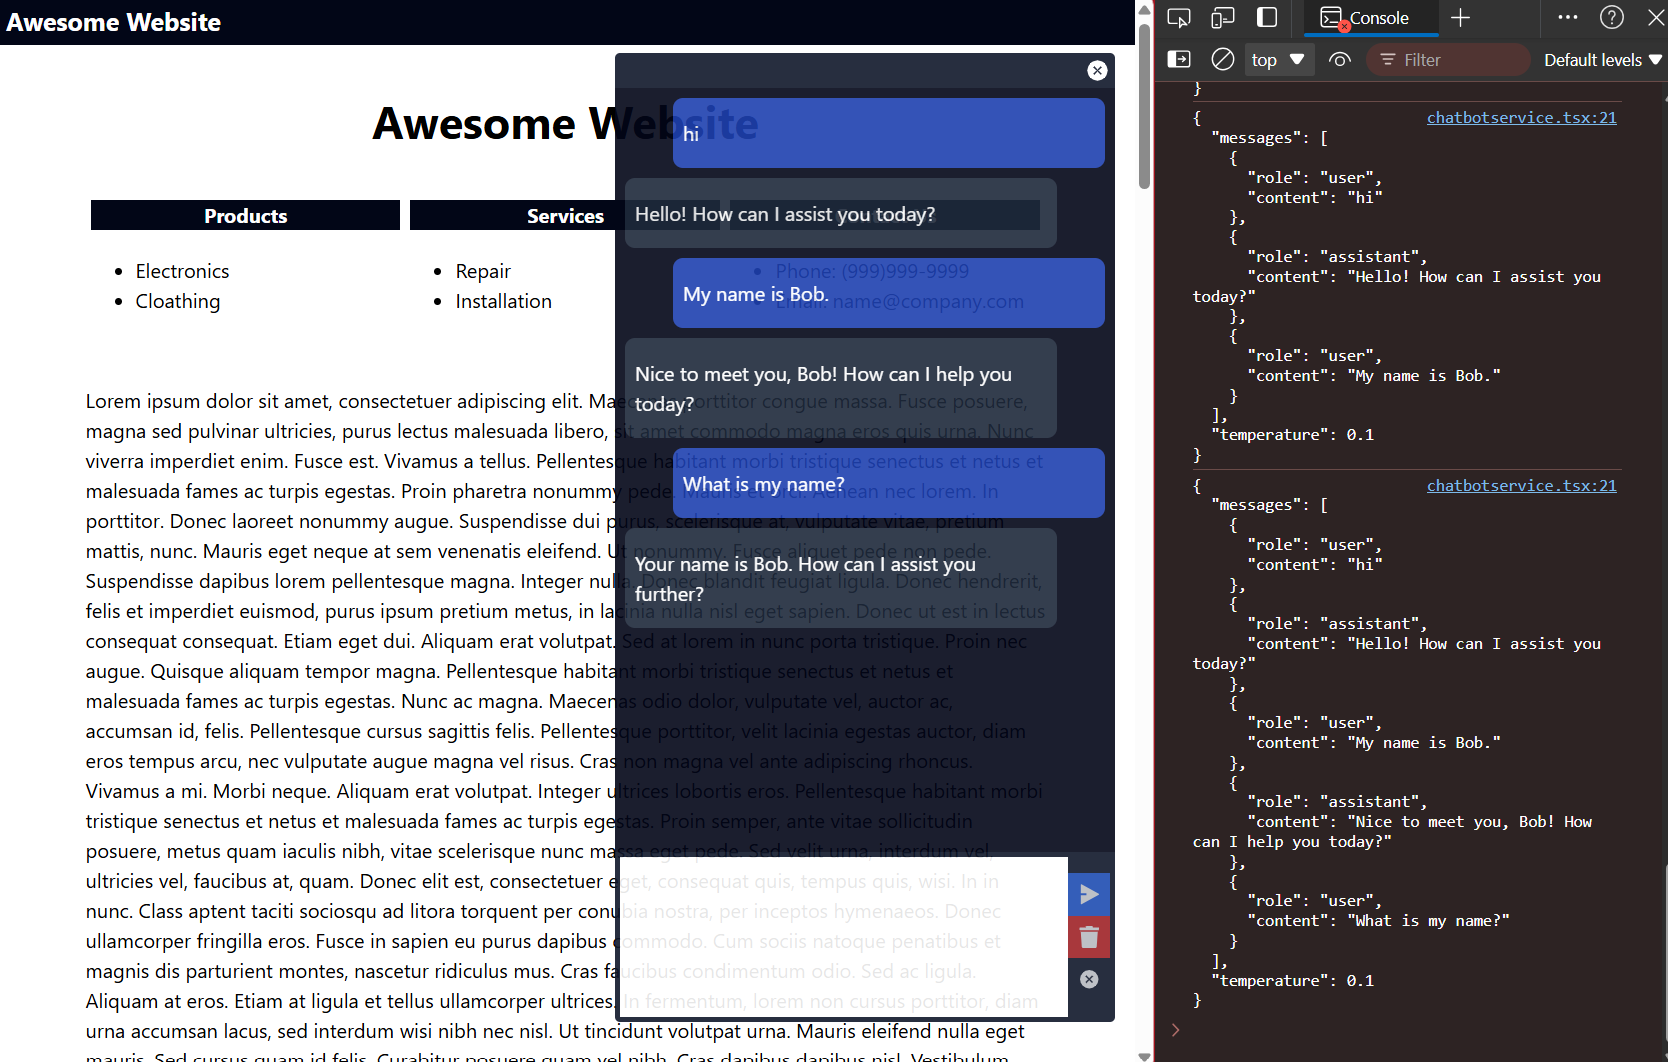 Awesome Website
Awesome Website
Products
Services
Electronics
Cloathing
Repair
Installation
Phone: (999)999-9999
Email: name@company.com
Lorem ipsum dolor sit amet, consectetuer adipiscing elit. Maecenas porttitor congue massa. Fusce posuere,
magna sed pulvinar ultricies, purus lectus malesuada libero, sit amet commodo magna eros quis urna. Nunc
viverra imperdiet enim. Fusce est. Vivamus a tellus. Pellentesque habitant morbi tristique senectus et netus et
malesuada fames ac turpis egestas. Proin pharetra nonummy pede. Mauris et orci. Aenean nec lorem. In
porttitor. Donec laoreet nonummy augue. Suspendisse dui purus, scelerisque at, vulputate vitae, pretium
mattis, nunc. Mauris eget neque at sem venenatis eleifend. Ut nonummy. Fusce aliquet pede non pede.
Suspendisse dapibus lorem pellentesque magna. Integer nulla. Donec blandit feugiat ligula. Donec hendrerit,
felis et imperdiet euismod, purus ipsum pretium metus, in lacinia nulla nisl eget sapien. Donec ut est in lectus
consequat consequat. Etiam eget dui. Aliquam erat volutpat. Sed at lorem in nunc porta tristique. Proin nec
augue. Quisque aliquam tempor magna. Pellentesque habitant morbi tristique senectus et netus et
malesuada fames ac turpis egestas. Nunc ac magna. Maecenas odio dolor, vulputate vel, auctor ac,
accumsan id, felis. Pellentesque cursus sagittis felis. Pellentesque porttitor, velit lacinia egestas auctor, diam
eros tempus arcu, nec vulputate augue magna vel risus. Cras non magna vel ante adipiscing rhoncus.
Vivamus a mi. Morbi neque. Aliquam erat volutpat. Integer ultrices lobortis eros. Pellentesque habitant morbi
tristique senectus et netus et malesuada fames ac turpis egestas. Proin semper, ante vitae sollicitudin
posuere, metus quam iaculis nibh, vitae scelerisque nunc massa eget pede. Sed velit urna, interdum vel,
ultricies vel, faucibus at, quam. Donec elit est, consectetuer eget, consequat quis, tempus quis, wisi. In in
nunc. Class aptent taciti sociosqu ad litora torquent per conubia nostra, per inceptos hymenaeos. Donec
ullamcorper fringilla eros. Fusce in sapien eu purus dapibus commodo. Cum sociis natoque penatibus et
magnis dis parturient montes, nascetur ridiculus mus. Cras faucibus condimentum odio. Sed ac ligula.
Aliquam at eros. Etiam at ligula et tellus ullamcorper ultrices. In fermentum, lorem non cursus porttitor, diam
urna accumsan lacus, sed interdum wisi nibh nec nisl. Ut tincidunt volutpat urna. Mauris eleifend nulla eget
mauris. Sed cursus quam id felis. Curabitur posuere quam vel nibh. Cras dapibus dapibus nisl. Vestibulum
hi
Hello! How can I assist you today?
My name is Bob.
Nice to meet you, Bob! How can I help you
today?
What is my name?
Your name is Bob. How can I assist you
further?
Console
top
Filter
Default levels
}
{ chatbotservice.tsx:21
"messages": [
{
"role": "user",
"content": "hi"
},
{
"role": "assistant",
"content": "Hello! How can I assist you
today?"
},
{
"role": "user",
"content": "My name is Bob."
}
],
"temperature": 0.1
}
{ chatbotservice.tsx:21
"messages": [
{
"role": "user",
"content": "hi"
},
{
"role": "assistant",
"content": "Hello! How can I assist you
today?"
},
{
"role": "user",
"content": "My name is Bob."
},
{
"role": "assistant",
"content": "Nice to meet you, Bob! How
can I help you today?"
},
{
"role": "user",
"content": "What is my name?"
}
],
"temperature": 0.1
}